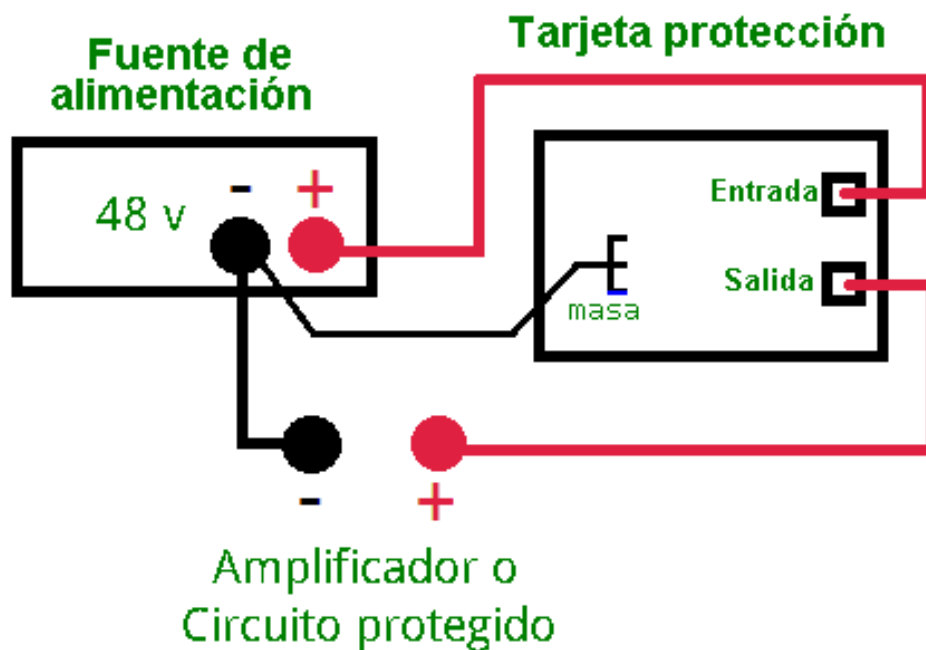 Fuente de
alimentación
Tarjeta protección
48 v
- +
Entrada
Salida
masa
- +
Amplificador o
Circuito protegido